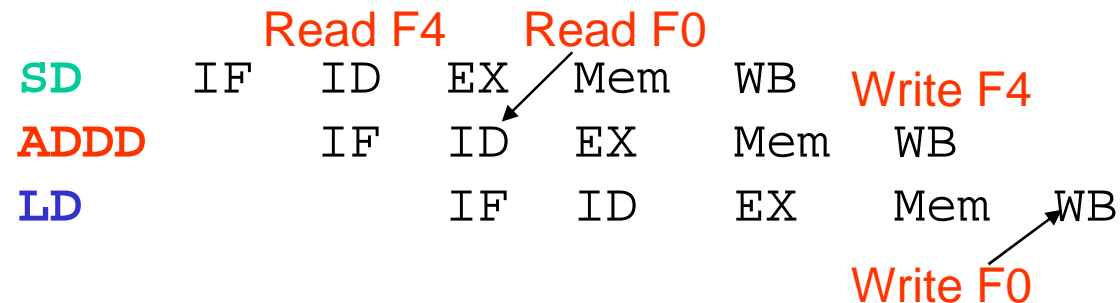 Read F4 Read F0
SD IF ID EX Mem WB
Write F4
ADDD IF ID EX Mem WB
LD IF ID EX Mem WB
Write F0